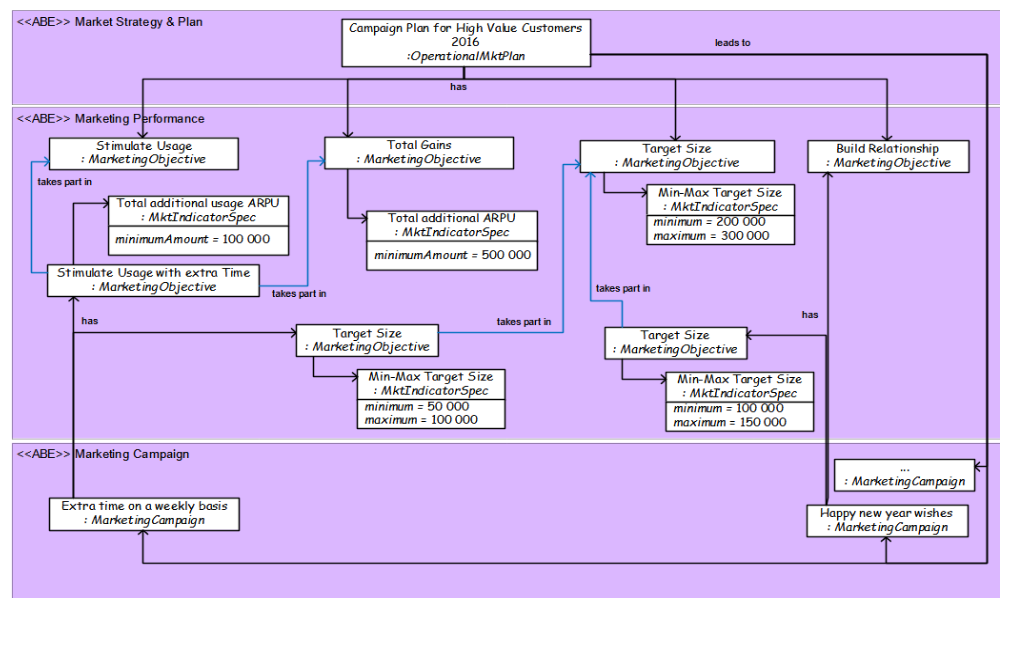 <<ABE>> Market Strategy & Plan
Campaign Plan for High Value Customers
2016
:OperationalMktPlan
leads to
has
<<ABE>> Marketing Performance
Stimulate Usage
: MarketingObjective
Total Gains
: MarketingObjective
Target Size
: MarketingObjective
Build Relationship
: MarketingObjective
takes part in
Total additional usage ARPU
: MktIndicatorSpec
minimumAmount = 100 000
Total additional ARPU
: MktIndicatorSpec
minimumAmount = 500 000
Min-Max Target Size
: MktIndicatorSpec
minimum = 200 000
maximum = 300 000
Stimulate Usage with extra Time
: MarketingObjective
takes part in
takes part in
has
takes part in
has
Target Size
: MarketingObjective
Target Size
: MarketingObjective
Min-Max Target Size
: MktIndicatorSpec
minimum = 50 000
maximum = 100 000
Min-Max Target Size
: MktIndicatorSpec
minimum = 100 000
maximum = 150 000
<<ABE>> Marketing Campaign
...
: MarketingCampaign
Extra time on a weekly basis
: MarketingCampaign
Happy new year wishes
: MarketingCampaign